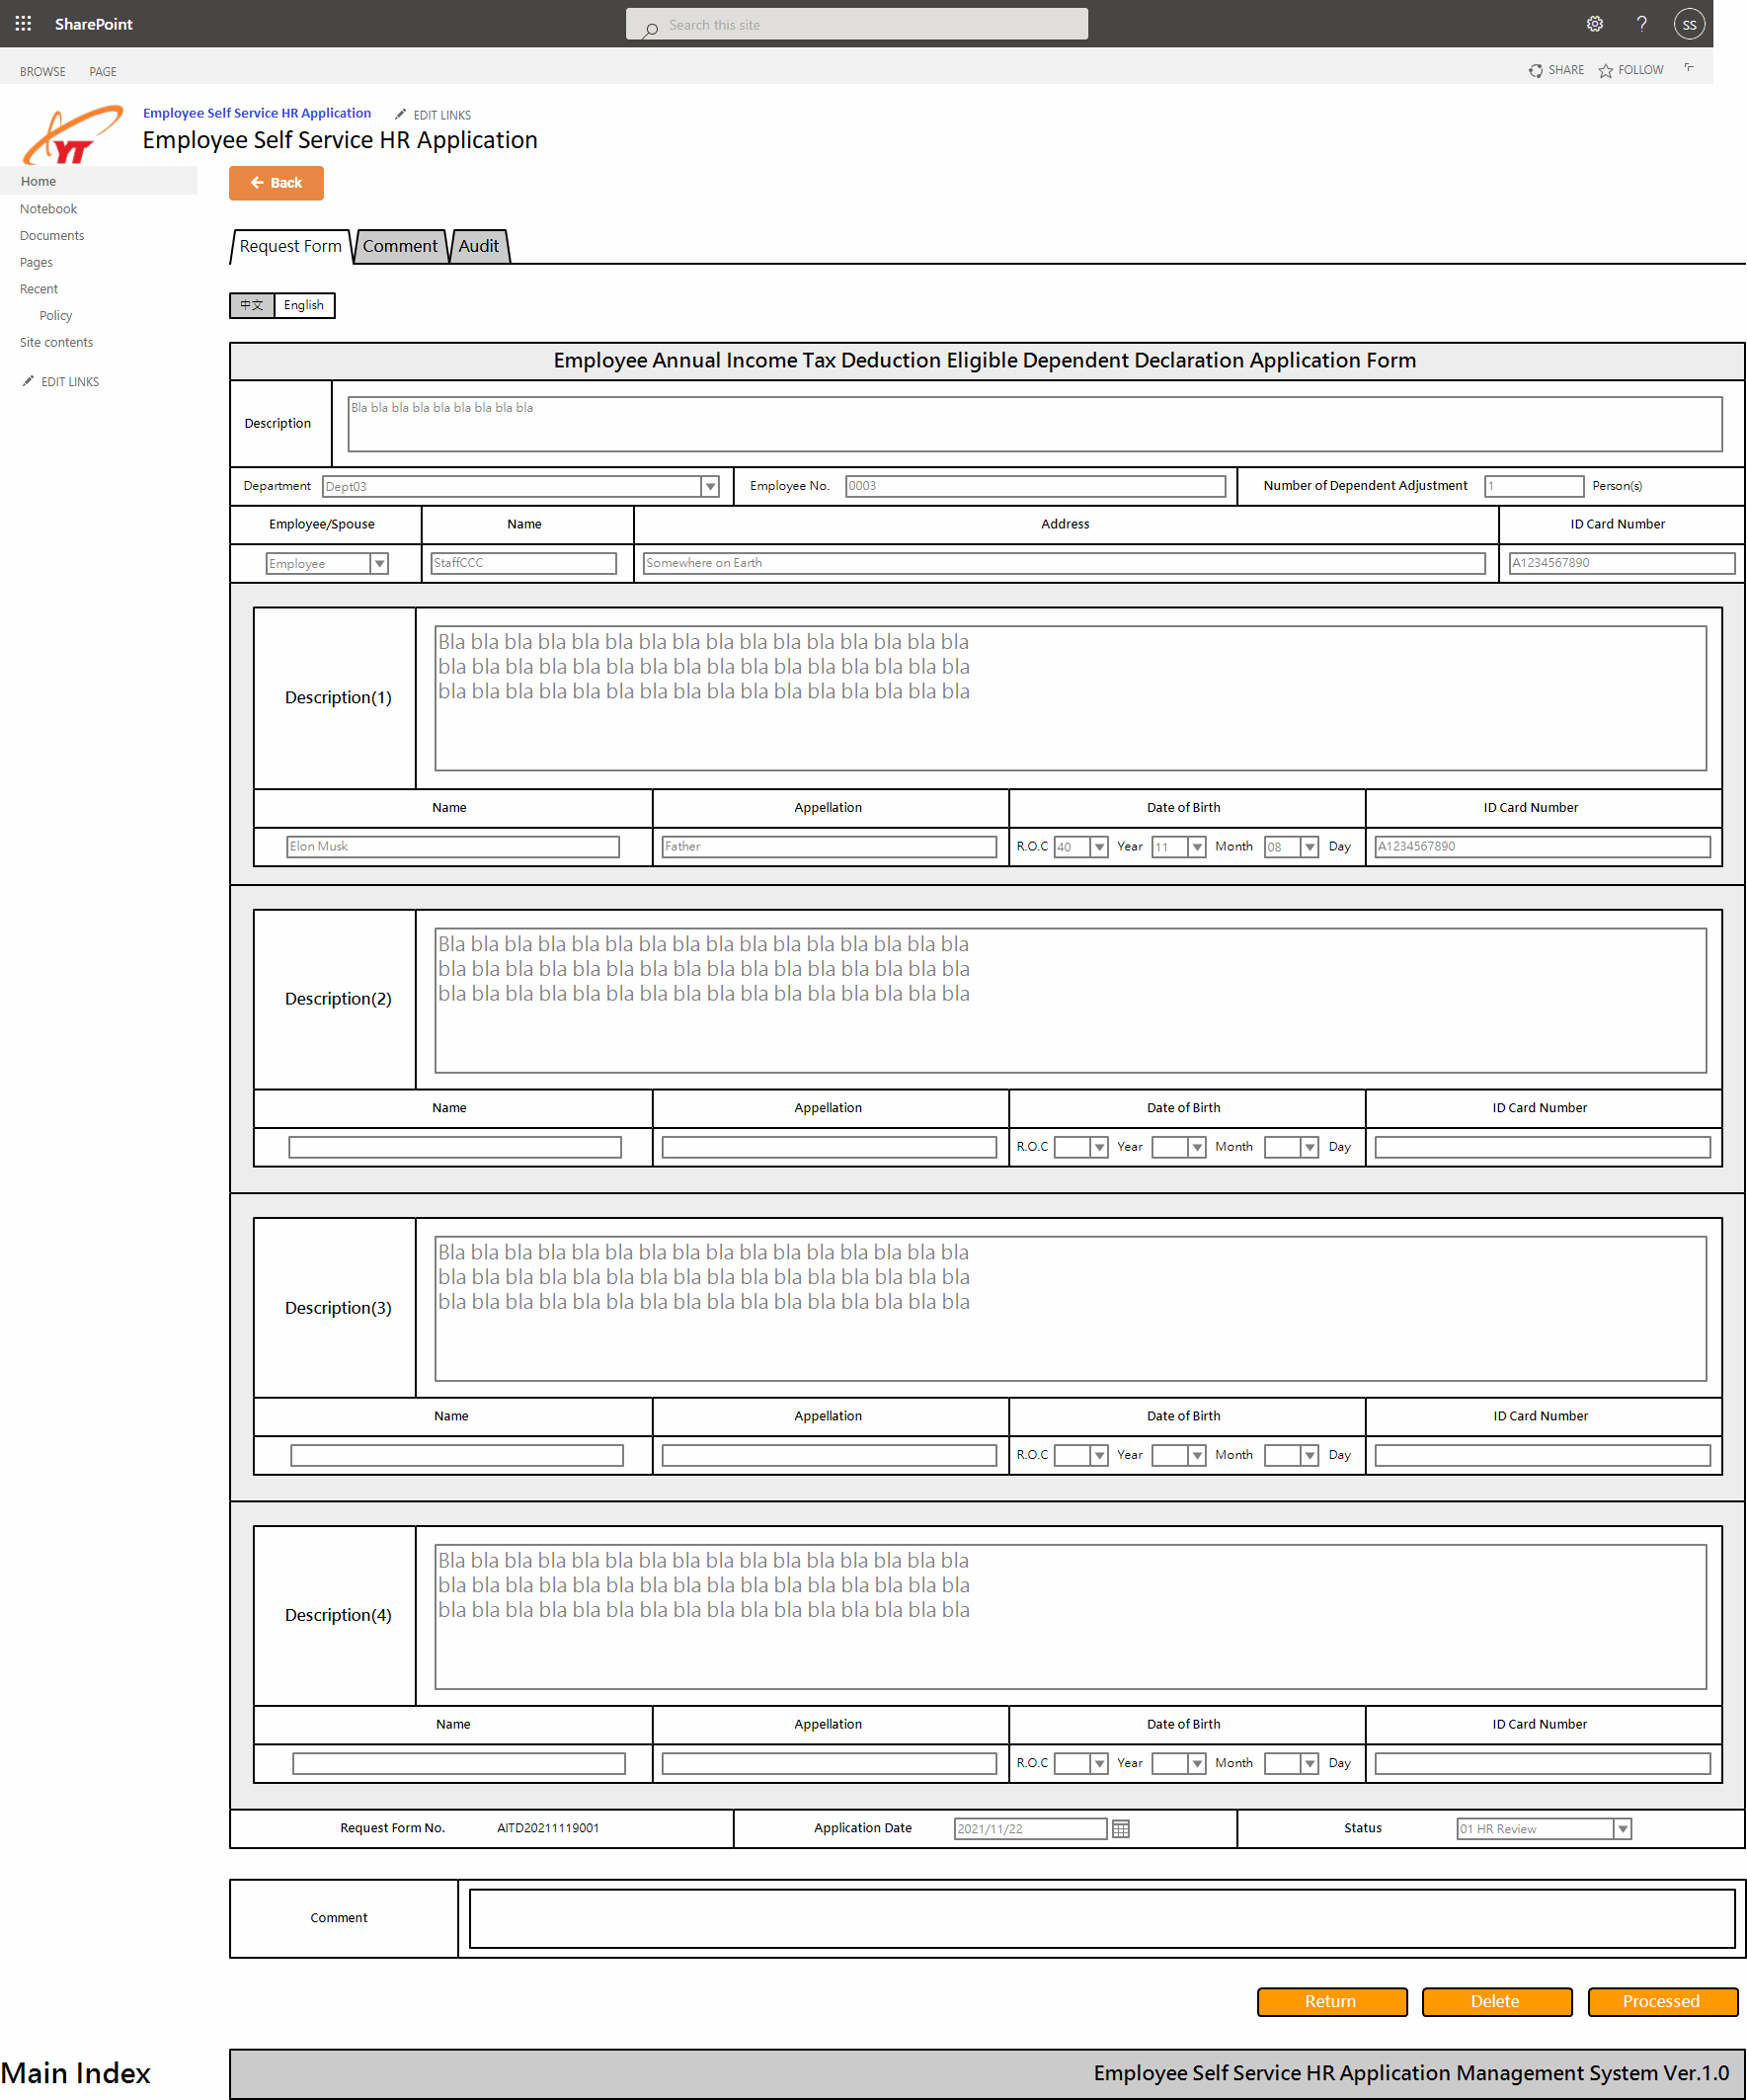 SharePoint
Search this site
SS
BROWSE PAGE
SHARE FOLLOW
YT
Employee Self Service HR Application
EDIT LINKS
Employee Self Service HR Application
Home
Notebook
Documents
Pages
Recent
Policy
Site contents
EDIT LINKS
Back
Request Form Comment Audit
中文 English
Employee Annual Income Tax Deduction Eligible Dependent Declaration Application Form
Description
Bla bla bla bla bla bla bla bla bla
Department Dept03 Employee No. 0003 Number of Dependent Adjustment 1 Person(s)
Employee/Spouse Name Address ID Card Number
Employee StaffCCC Somewhere on Earth A1234567890
Description(1)
Bla bla bla bla bla bla bla bla bla bla bla bla bla bla bla bla
bla bla bla bla bla bla bla bla bla bla bla bla bla bla bla bla
bla bla bla bla bla bla bla bla bla bla bla bla bla bla bla bla
Name Appellation Date of Birth ID Card Number
Elon Musk Father R.O.C 40 Year 11 Month 08 Day A1234567890
Description(2)
Bla bla bla bla bla bla bla bla bla bla bla bla bla bla bla bla
bla bla bla bla bla bla bla bla bla bla bla bla bla bla bla bla
bla bla bla bla bla bla bla bla bla bla bla bla bla bla bla bla
Name Appellation Date of Birth ID Card Number
R.O.C Year Month Day
Description(3)
Bla bla bla bla bla bla bla bla bla bla bla bla bla bla bla bla
bla bla bla bla bla bla bla bla bla bla bla bla bla bla bla bla
bla bla bla bla bla bla bla bla bla bla bla bla bla bla bla bla
Name Appellation Date of Birth ID Card Number
R.O.C Year Month Day
Description(4)
Bla bla bla bla bla bla bla bla bla bla bla bla bla bla bla bla
bla bla bla bla bla bla bla bla bla bla bla bla bla bla bla bla
bla bla bla bla bla bla bla bla bla bla bla bla bla bla bla bla
Name Appellation Date of Birth ID Card Number
R.O.C Year Month Day
Request Form No. AITD20211119001 Application Date 2021/11/22 Status 01 HR Review
Comment
Return Delete Processed
Main Index
Employee Self Service HR Application Management System Ver.1.0